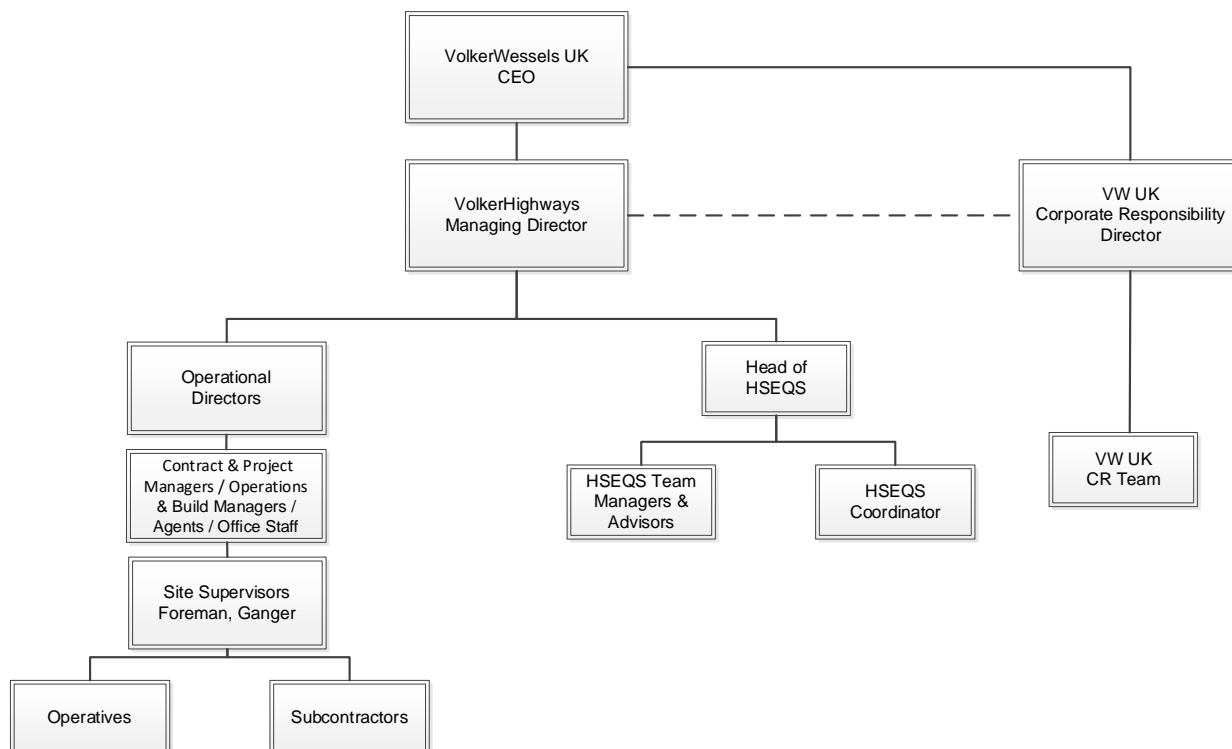 VolkerWessels UK
CEO
VolkerHighways
Managing Director
VW UK
Corporate Responsibility
Director
Operational
Directors
Head of
HSEQS
Contract & Project
Managers / Operations
& Build Managers /
Agents / Office Staff
HSEQS Team
Managers &
Advisors
HSEQS
Coordinator
VW UK
CR Team
Site Supervisors
Foreman, Ganger
Operatives
Subcontractors